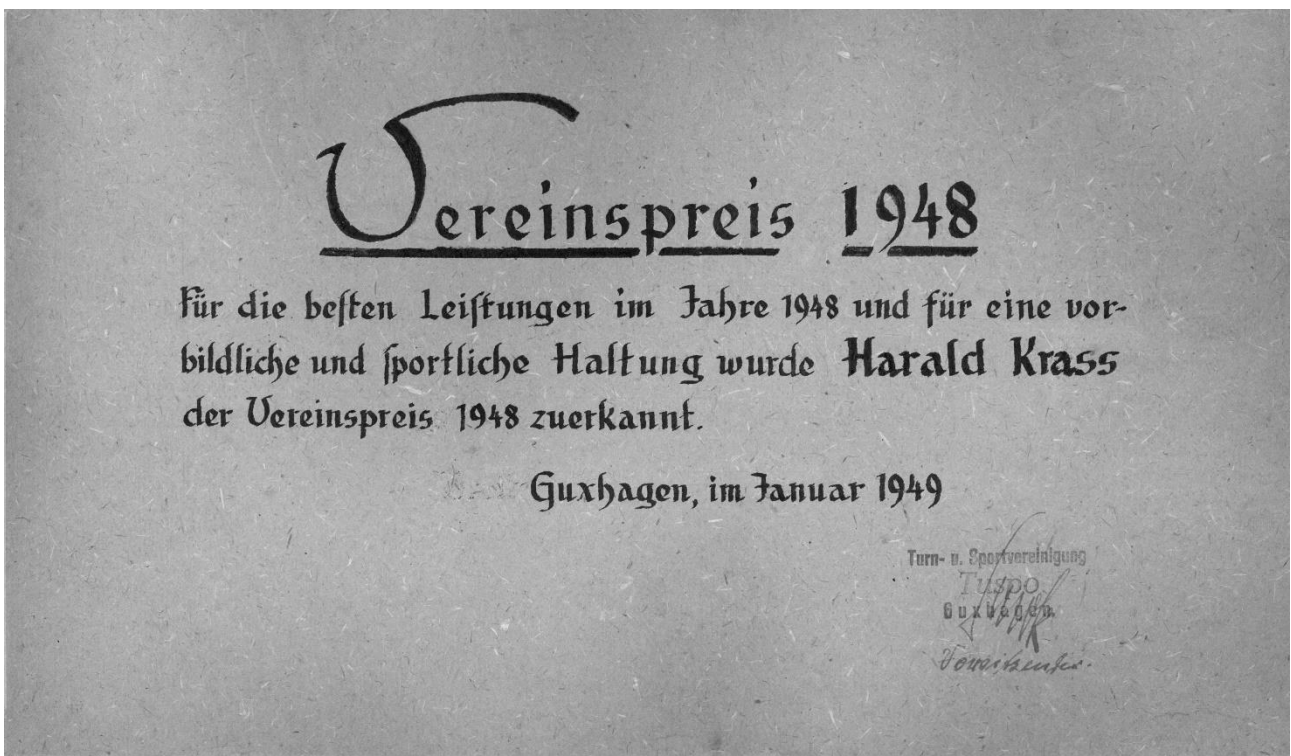 Vereinspreis 1948
Für die beſten Leiſtungen im Jahre 1948 und für eine vor-
bildliche und ſportliche Haltung wurde Harald Krass
der Vereinspreis 1948 zuerkannt.
Guxhagen, im Januar 1949
Turn- u. Sportvereinigung
Tuspo
Guxhagen
Vorsitzender.